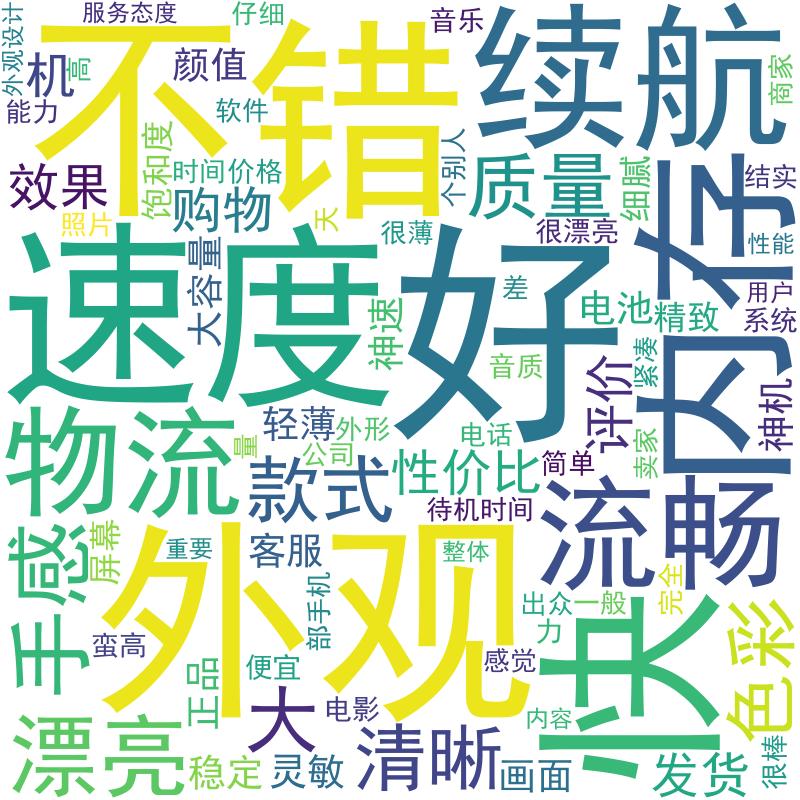 服务态度
仔细
音乐
外观设计
机
高
颜值
不错
续航
商家
能力
软件
饱和度
时间价格
个别人
质量
细腻
结实
效果
购物
天
照片
很薄
很漂亮
内存
性能
大容量
速度
好
差
神速
电池
精致
用户
系统
音质
紧凑
评价
神机
物流
轻薄
外形
量
公司
电话
简单
卖家
款式
性价比
待机时间
流畅
手感
屏幕
重要
客服
整体
外观
部手机
出众
一般
完全
力
快
色彩
蛮高
正品
便宜
感觉
大
电影
内容
漂亮
稳定
灵敏
清晰
画面
发货
很棒